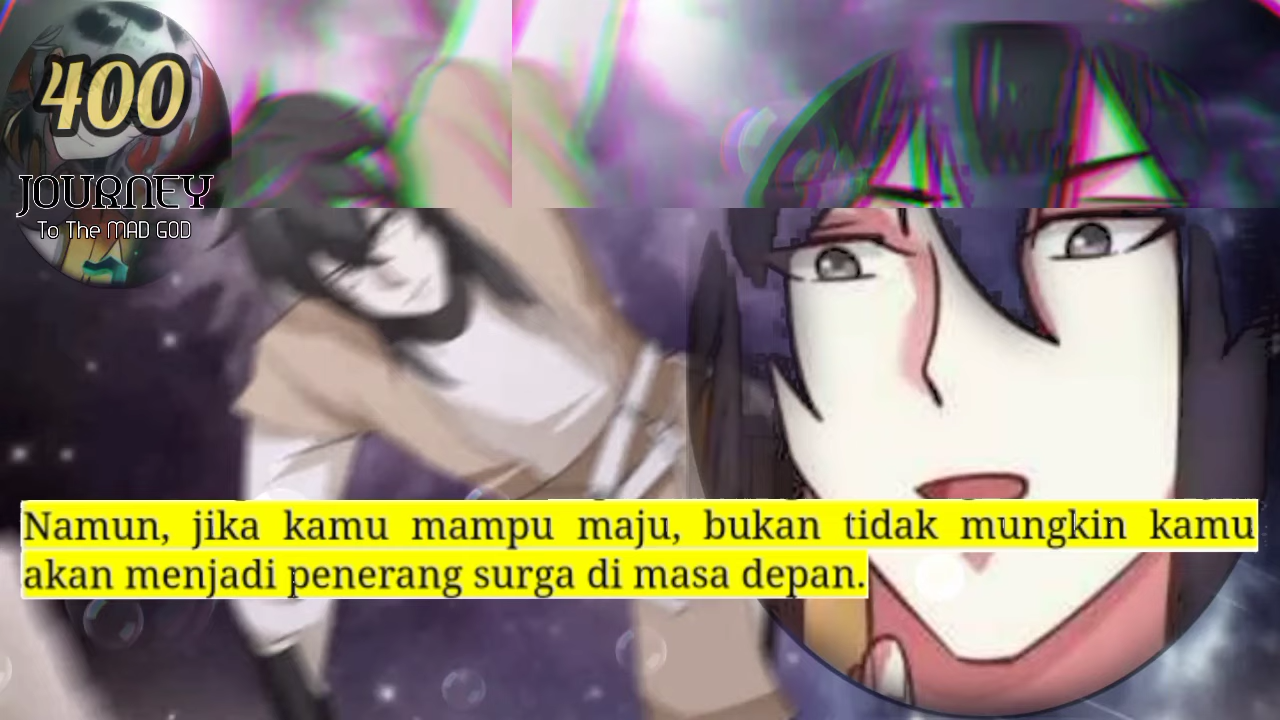 400
JOURNEY
To The MAD GOD
Namun, jika kamu mampu maju, bukan tidak mungkin kamu
akan menjadi penerang surga di masa depan.